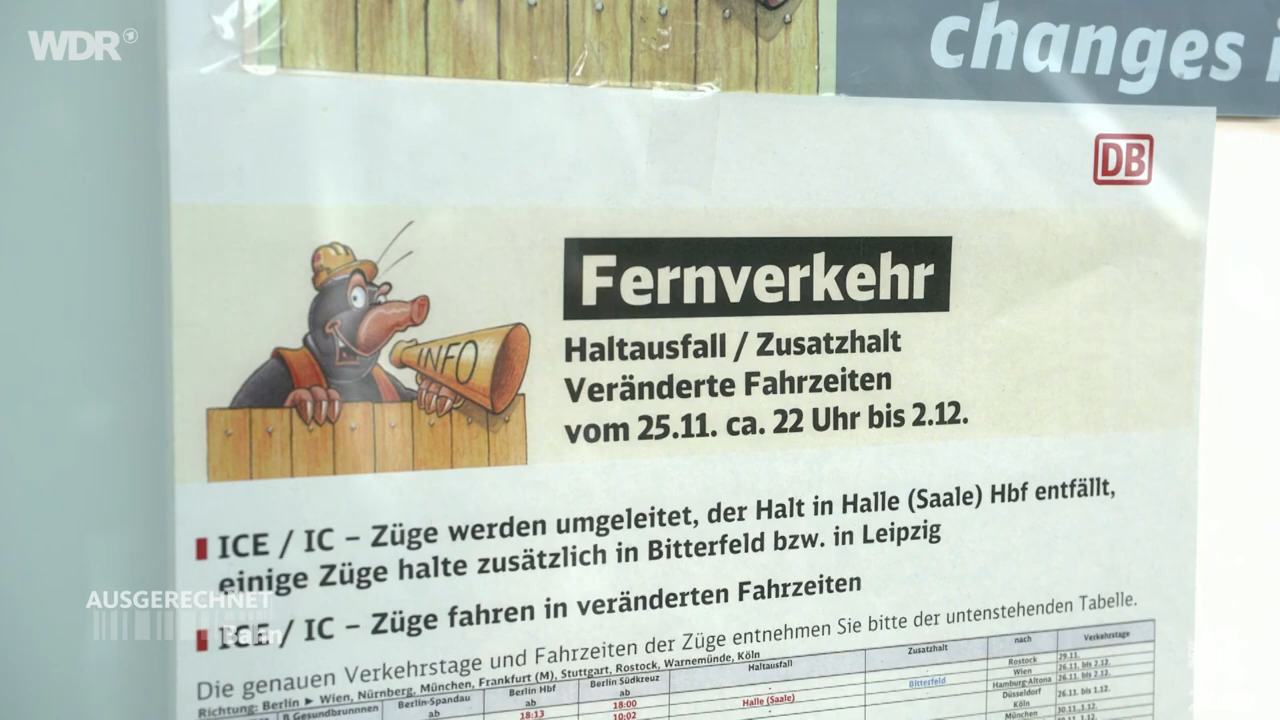 WDR
changes
DB
INFO
Fernverkehr
Haltausfall / Zusatzhalt
Veränderte Fahrzeiten
vom 25.11. ca. 22 Uhr bis 2.12.
ICE / IC – Züge werden umgeleitet, der Halt in Halle (Saale) Hbf entfällt,
einige Züge halte zusätzlich in Bitterfeld bzw. in Leipzig
ICE / IC – Züge fahren in veränderten Fahrzeiten
AUSGERECHNET
Bahn
Die genauen Verkehrstage und Fahrzeiten der Züge entnehmen Sie bitte der untenstehenden Tabelle.
Richtung: Berlin ► Wien, Nürnberg, München, Frankfurt (M), Stuttgart, Rostock, Warnemünde, Köln
B Gesundbrunnen Berlin-Spandau ab Berlin Hbf ab Berlin Südkreuz ab Haltausfall Zusatzhalt nach Verkehrstage
Rostock 29.11.
18:13 18:00 - Bitterfeld Wien 26.11. bis 2.12.
10:02 Halle (Saale) Hamburg-Altona 26.11. bis 2.12.
Düsseldorf 26.11. bis 1.12.
Köln
München